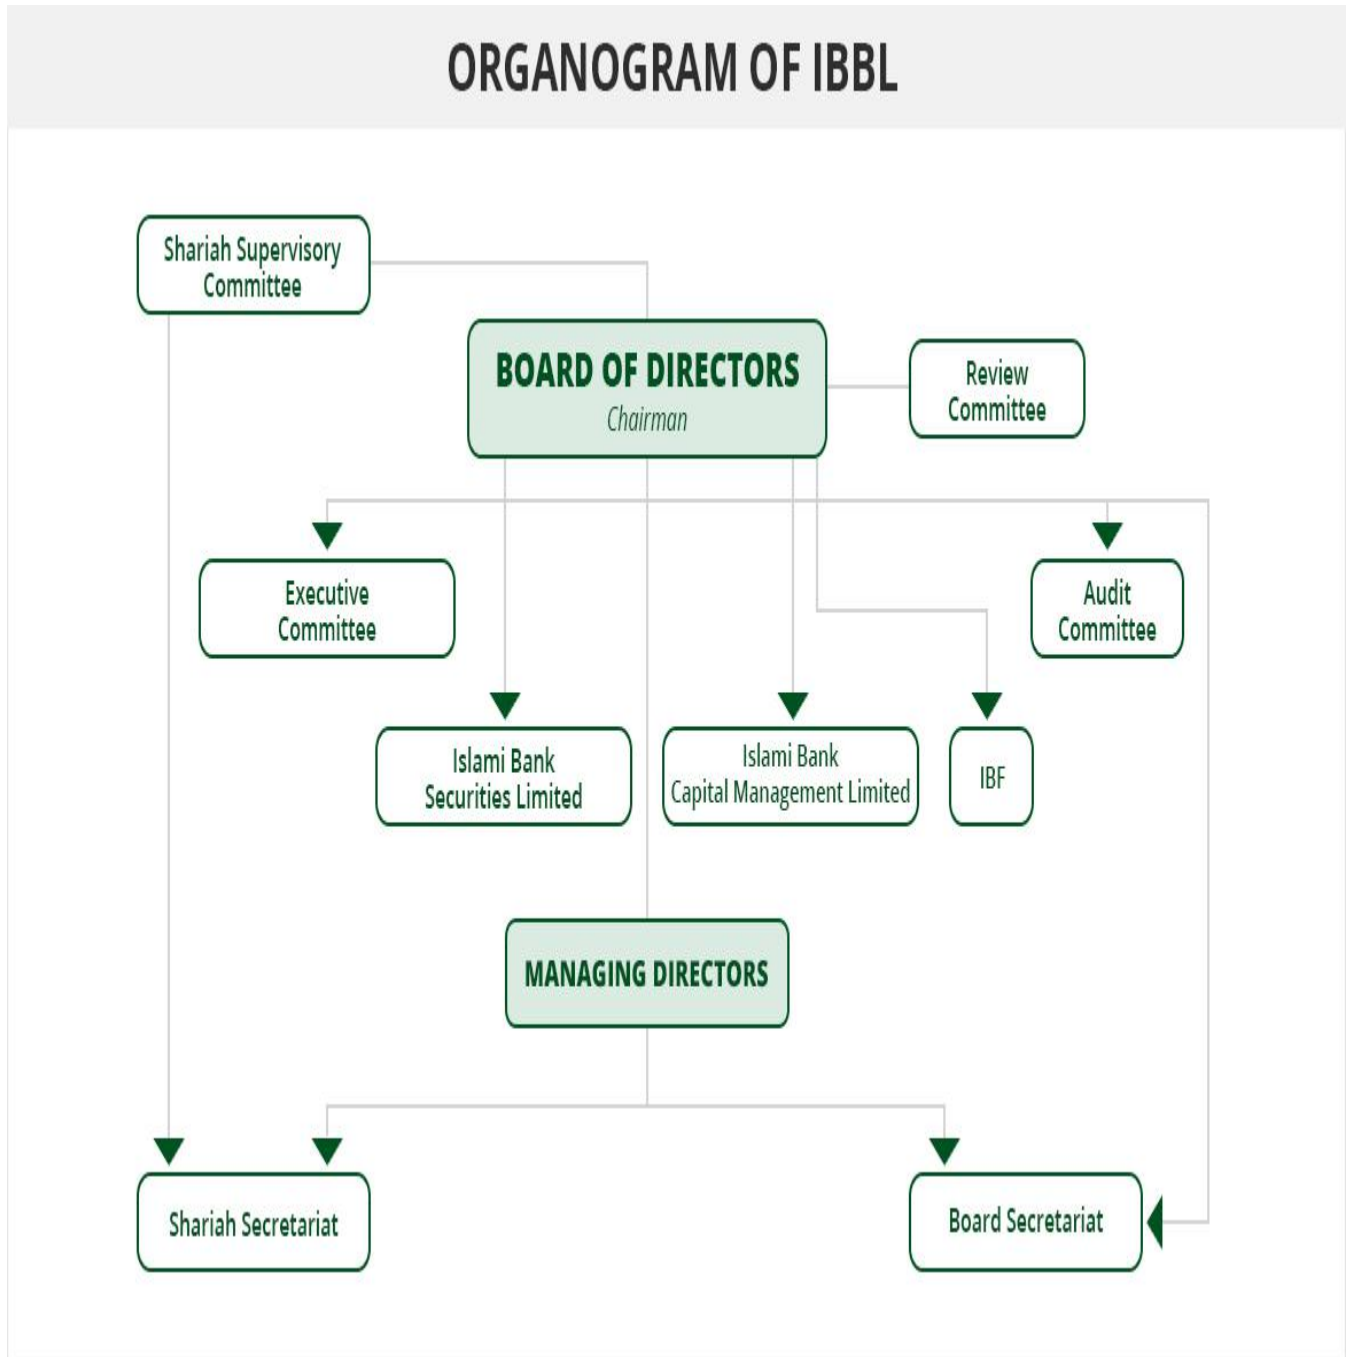 ORGANOGRAM OF IBBL
Shariah Supervisory
Committee
BOARD OF DIRECTORS
Chairman
Review
Committee
Executive
Committee
Audit
Committee
Islami Bank
Securities Limited
Islami Bank
Capital Management Limited
IBF
MANAGING DIRECTORS
Shariah Secretariat
Board Secretariat